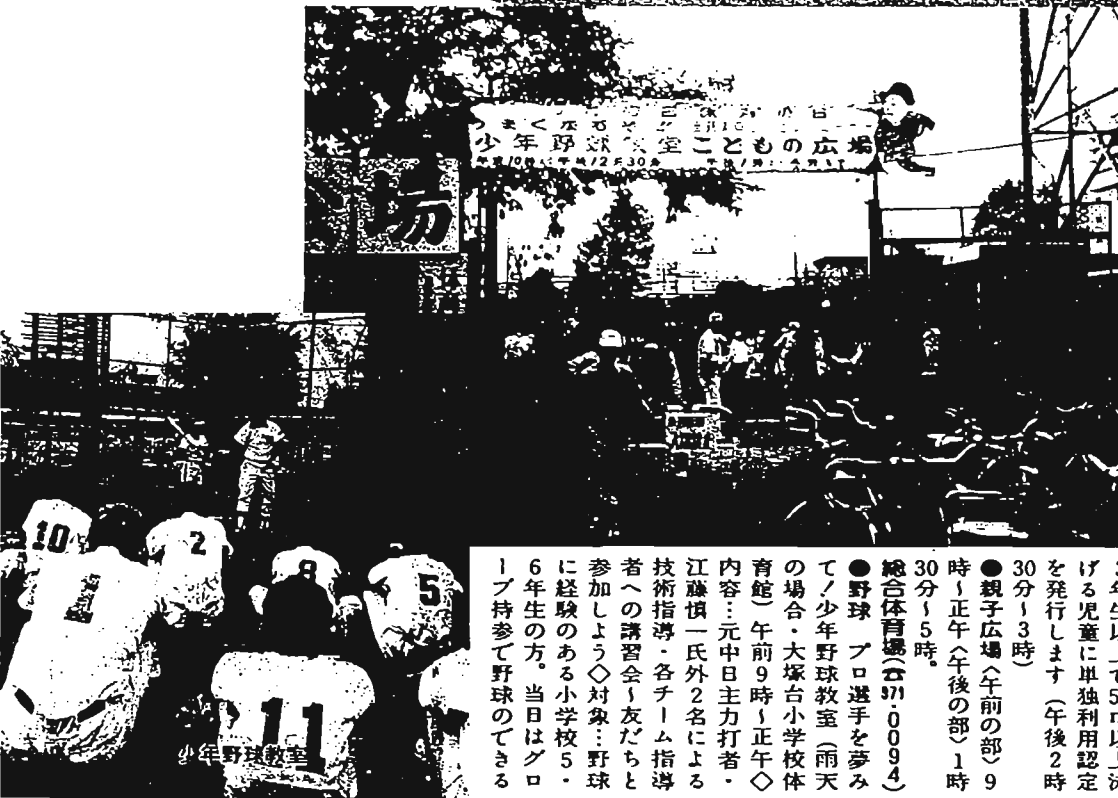 少年野球教室 こどもの広場
場
10
2
1
8
5
11
少年野球教室
げる児童に単独利用認定
を発行します（午後2時
30分～3時）
●親子広場〈午前の部〉9
時～正午〈午後の部〉1時
30分～5時。
総合体育場（☎971・0094）
●野球　プロ選手を夢み
て！少年野球教室（雨天
の場合・大塚台小学校体
育館）午前9時～正午◇
内容…元中日主力打者・
江藤慎一氏外2名による
技術指導・各チーム指導
者への講習会～友だちと
参加しよう◇対象…野球
に経験のある小学校5・
6年生の方。当日はグロ
ーブ持参で野球のできる